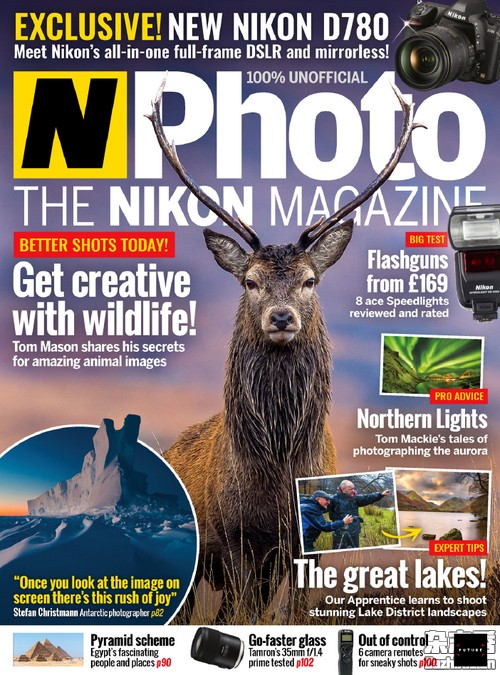 EXCLUSIVE! NEW NIKON D780
Meet Nikon's all-in-one full-frame DSLR and mirrorless!
Nikon
100% UNOFFICIAL
N Photo
THE NIKON MAGAZINE
BETTER SHOTS TODAY!
Get creative
with wildlife!
Tom Mason shares his secrets
for amazing animal images
BIG TEST
Flashguns
from £169
8 ace Speedlights
reviewed and rated
Nikon
PRO ADVICE
Northern Lights
Tom Mackie's tales of
photographing the aurora
EXPERT TIPS
The great lakes!
Our Apprentice learns to shoot
stunning Lake District landscapes
"Once you look at the image on
screen there's this rush of joy"
Stefan Christmann Antarctic photographer p82
Pyramid scheme
Egypt's fascinating
people and places p90
Go-faster glass
Tamron's 35mm f/1.4
prime tested p102
Out of control
6 camera remotes
for sneaky shots p100
FUTURE